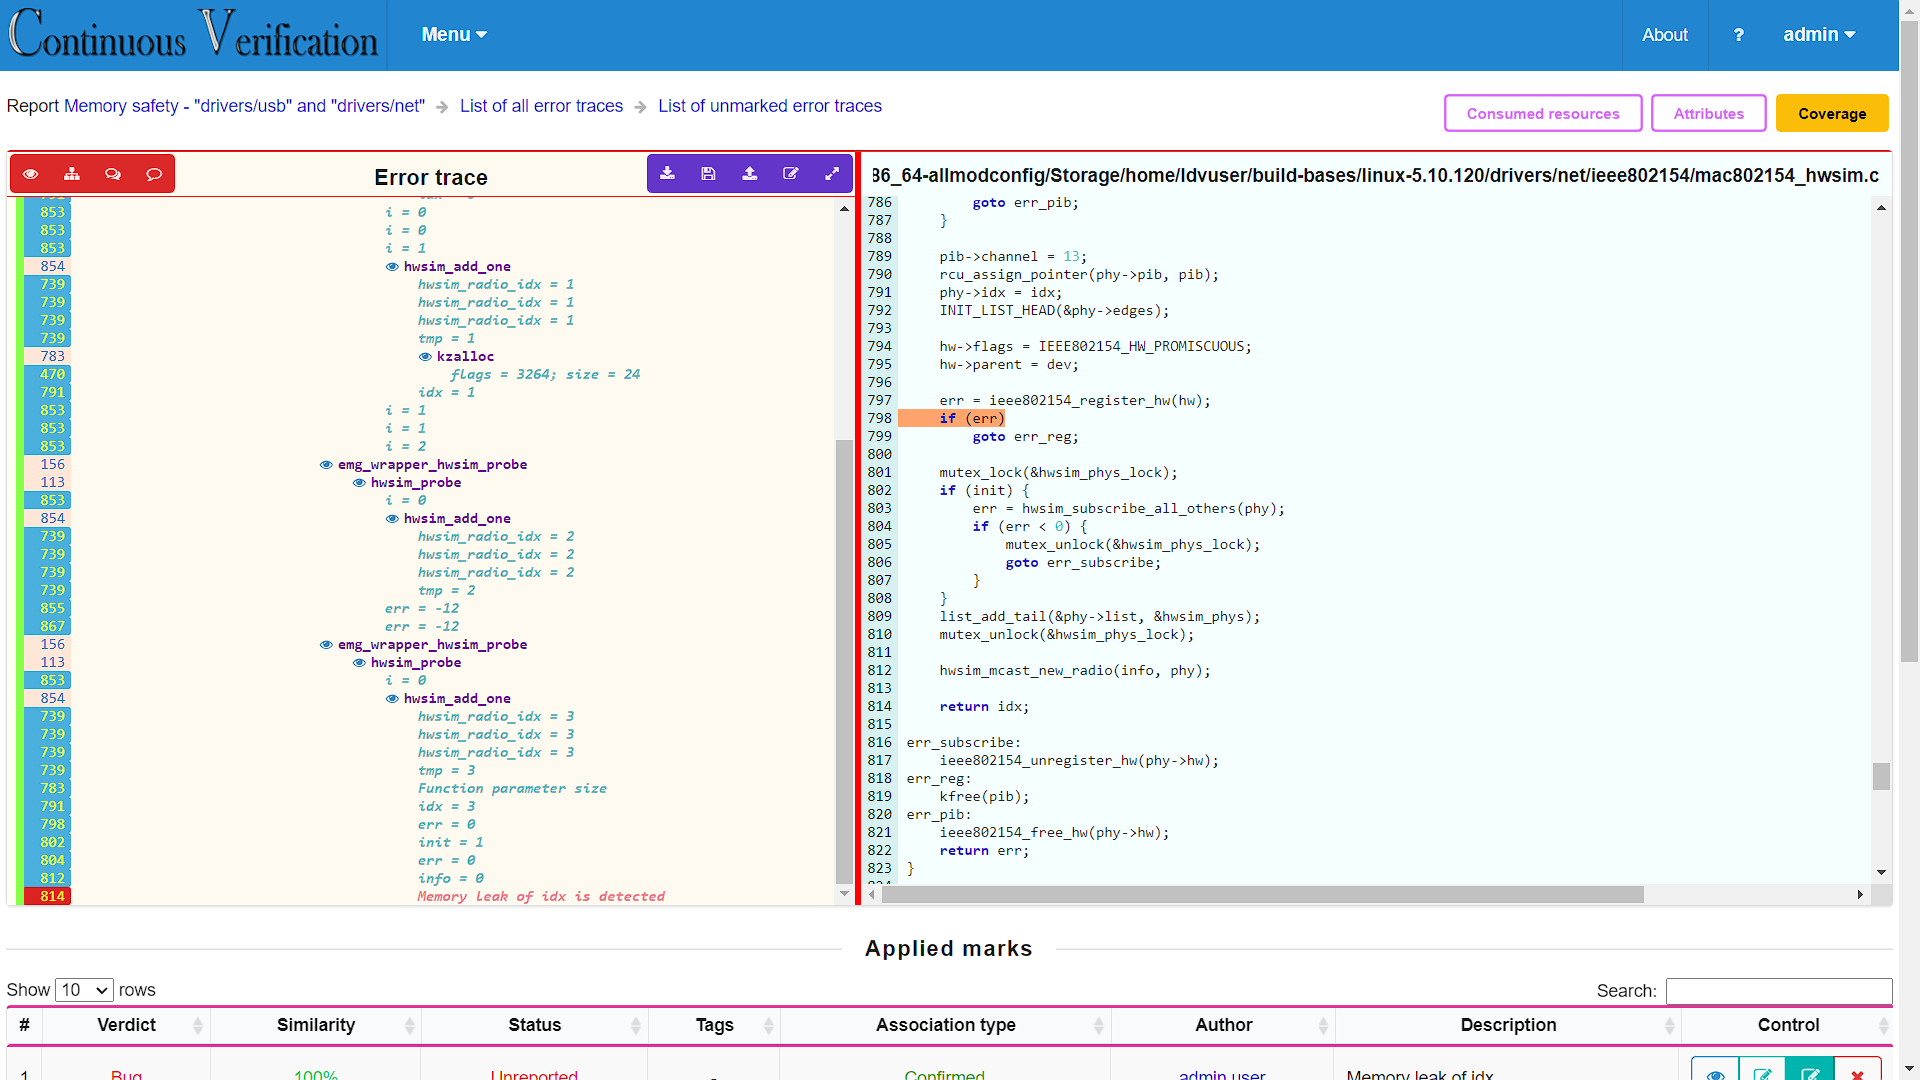 Continuous Verification
Menu
About
?
admin
Report Memory safety - "drivers/usb" and "drivers/net" List of all error traces List of unmarked error traces
Consumed resources
Attributes
Coverage
Error trace
853 i = 0
853 i = 0
853 i = 1
854 hwsim_add_one
739 hwsim_radio_idx = 1
739 hwsim_radio_idx = 1
739 hwsim_radio_idx = 1
739 tmp = 1
783 kzalloc
470 flags = 3264; size = 24
791 idx = 1
853 i = 1
853 i = 1
853 i = 2
156 emg_wrapper_hwsim_probe
113 hwsim_probe
853 i = 0
854 hwsim_add_one
739 hwsim_radio_idx = 2
739 hwsim_radio_idx = 2
739 hwsim_radio_idx = 2
739 tmp = 2
855 err = -12
867 err = -12
156 emg_wrapper_hwsim_probe
113 hwsim_probe
853 i = 0
854 hwsim_add_one
739 hwsim_radio_idx = 3
739 hwsim_radio_idx = 3
739 hwsim_radio_idx = 3
739 tmp = 3
783 Function parameter size
791 idx = 3
798 err = 0
802 init = 1
804 err = 0
812 info = 0
814 Memory leak of idx is detected
86_64-allmodconfig/Storage/home/ldvuser/build-bases/linux-5.10.120/drivers/net/ieee802154/mac802154_hwsim.c
786 goto err_pib;
787 }
788
789 pib->channel = 13;
790 rcu_assign_pointer(phy->pib, pib);
791 phy->idx = idx;
792 INIT_LIST_HEAD(&phy->edges);
793
794 hw->flags = IEEE802154_HW_PROMISCUOUS;
795 hw->parent = dev;
796
797 err = ieee802154_register_hw(hw);
798 if (err)
799 goto err_reg;
800
801 mutex_lock(&hwsim_phys_lock);
802 if (init) {
803 err = hwsim_subscribe_all_others(phy);
804 if (err < 0) {
805 mutex_unlock(&hwsim_phys_lock);
806 goto err_subscribe;
807 }
808 }
809 list_add_tail(&phy->list, &hwsim_phys);
810 mutex_unlock(&hwsim_phys_lock);
811
812 hwsim_mcast_new_radio(info, phy);
813
814 return idx;
815
816 err_subscribe:
817 ieee802154_unregister_hw(phy->hw);
818 err_reg:
819 kfree(pib);
820 err_pib:
821 ieee802154_free_hw(phy->hw);
822 return err;
823 }
Applied marks
Show 10 rows
Search:
# Verdict Similarity Status Tags Association type Author Description Control
1 Bug 100% Unreported - Confirmed admin user Memory leak of idx